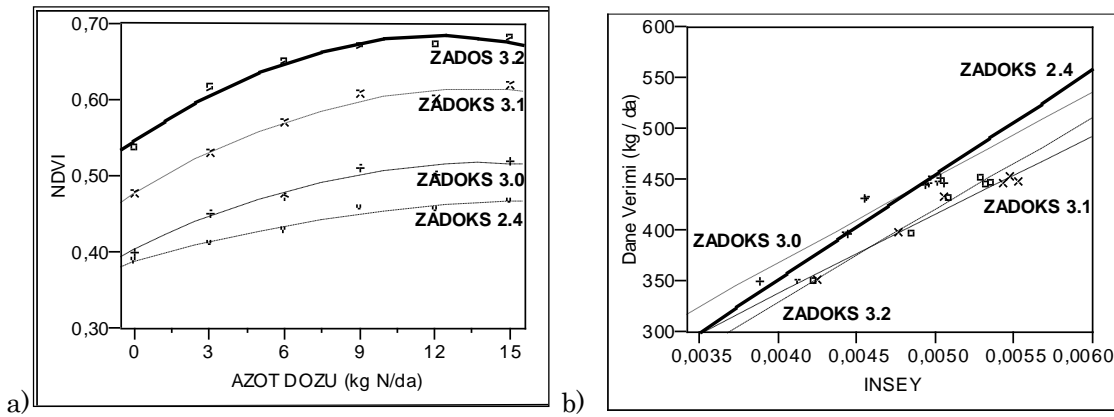 0,70
0,60
0,50
0,40
0,30
NDVI
ZADOS 3.2
ZADOKS 3.1
ZADOKS 3.0
ZADOKS 2.4
0 3 6 9 12 15
AZOT DOZU (kg N/da)
a)
600
550
500
450
400
350
300
Dane Verimi (kg / da)
ZADOKS 2.4
ZADOKS 3.1
ZADOKS 3.0
ZADOKS 3.2
0,0035 0,0040 0,0045 0,0050 0,0055 0,0060
INSEY
b)